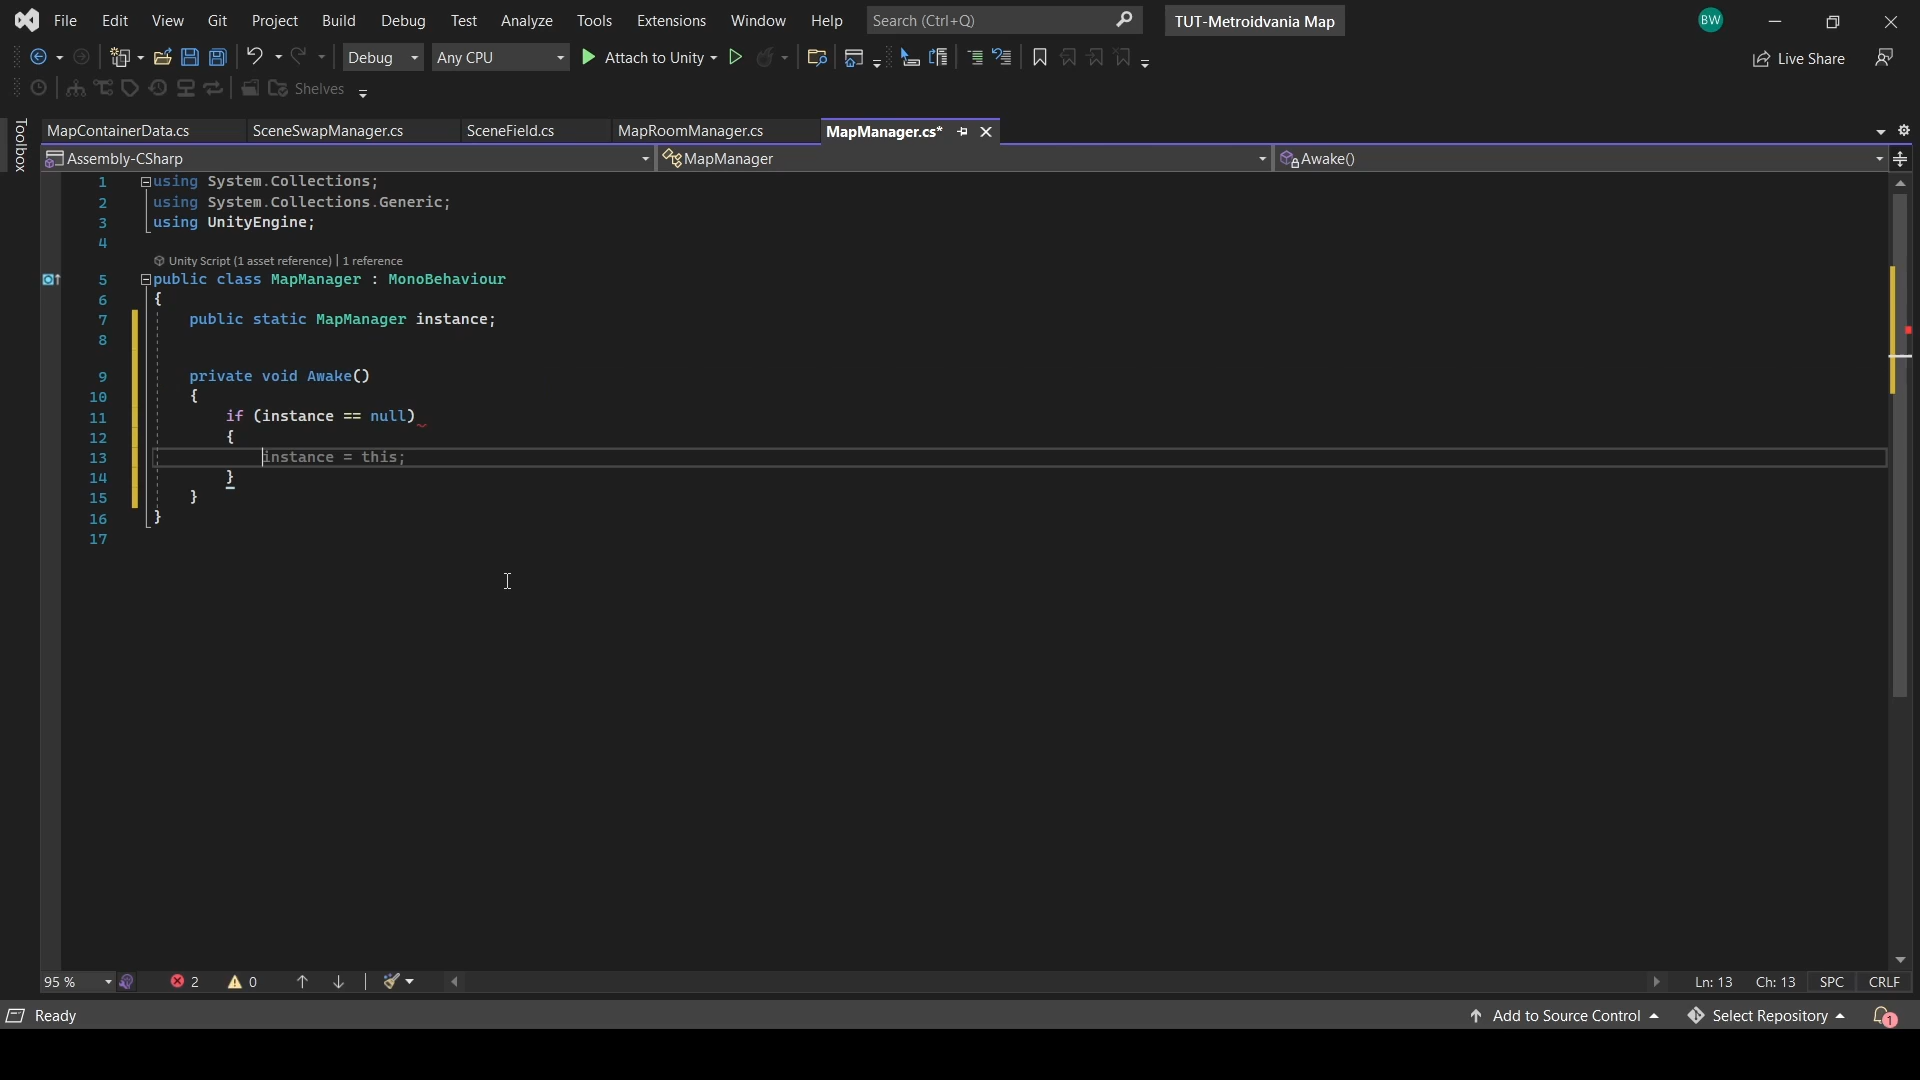 File Edit View Git Project Build Debug Test Analyze Tools Extensions Window Help Search (Ctrl+Q) TUT-Metroidvania Map BW
Debug Any CPU Attach to Unity Live Share
Shelves
Toolbox
MapContainerData.cs SceneSwapManager.cs SceneField.cs MapRoomManager.cs MapManager.cs*
Assembly-CSharp MapManager Awake()
1 using System.Collections;
2 using System.Collections.Generic;
3 using UnityEngine;
4
Unity Script (1 asset reference) | 1 reference
5 public class MapManager : MonoBehaviour
6 {
7 public static MapManager instance;
8
9 private void Awake()
10 {
11 if (instance == null)
12 {
13 instance = this;
14 }
15 }
16 }
17
95 % 2 0 Ln: 13 Ch: 13 SPC CRLF
Ready Add to Source Control Select Repository 1